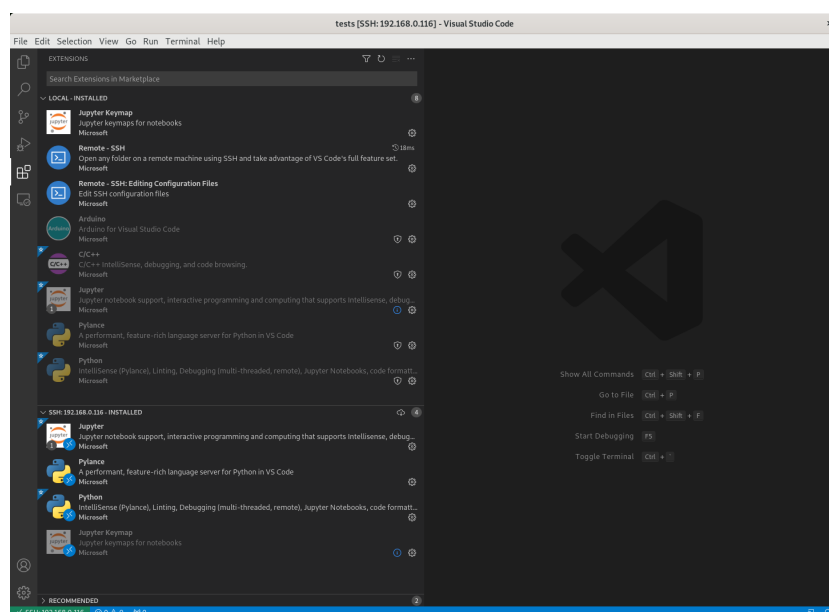 tests [SSH: 192.168.0.116] - Visual Studio Code
File Edit Selection View Go Run Terminal Help
EXTENSIONS
Search Extensions in Marketplace
LOCAL - INSTALLED
8
Jupyter Keymap
Jupyter keymaps for notebooks
Microsoft
Remote - SSH
18ms
Open any folder on a remote machine using SSH and take advantage of VS Code's full feature set.
Microsoft
Remote - SSH: Editing Configuration Files
Edit SSH configuration files
Microsoft
Arduino
Arduino for Visual Studio Code
Microsoft
C/C++
C/C++ IntelliSense, debugging, and code browsing.
Microsoft
Jupyter
Jupyter notebook support, interactive programming and computing that supports Intellisense, debug...
1
Microsoft
Pylance
A performant, feature-rich language server for Python in VS Code
Microsoft
Python
IntelliSense (Pylance), Linting, Debugging (multi-threaded, remote), Jupyter Notebooks, code formatt...
Microsoft
SSH: 192.168.0.116 - INSTALLED
4
Jupyter
Jupyter notebook support, interactive programming and computing that supports Intellisense, debug...
1
Microsoft
Pylance
A performant, feature-rich language server for Python in VS Code
Microsoft
Python
IntelliSense (Pylance), Linting, Debugging (multi-threaded, remote), Jupyter Notebooks, code formatt...
Microsoft
Jupyter Keymap
Jupyter keymaps for notebooks
Microsoft
RECOMMENDED
2
Show All Commands Ctrl + Shift + P
Go to File Ctrl + P
Find in Files Ctrl + Shift + F
Start Debugging F5
Toggle Terminal Ctrl + `
SSH: 192.168.0.116